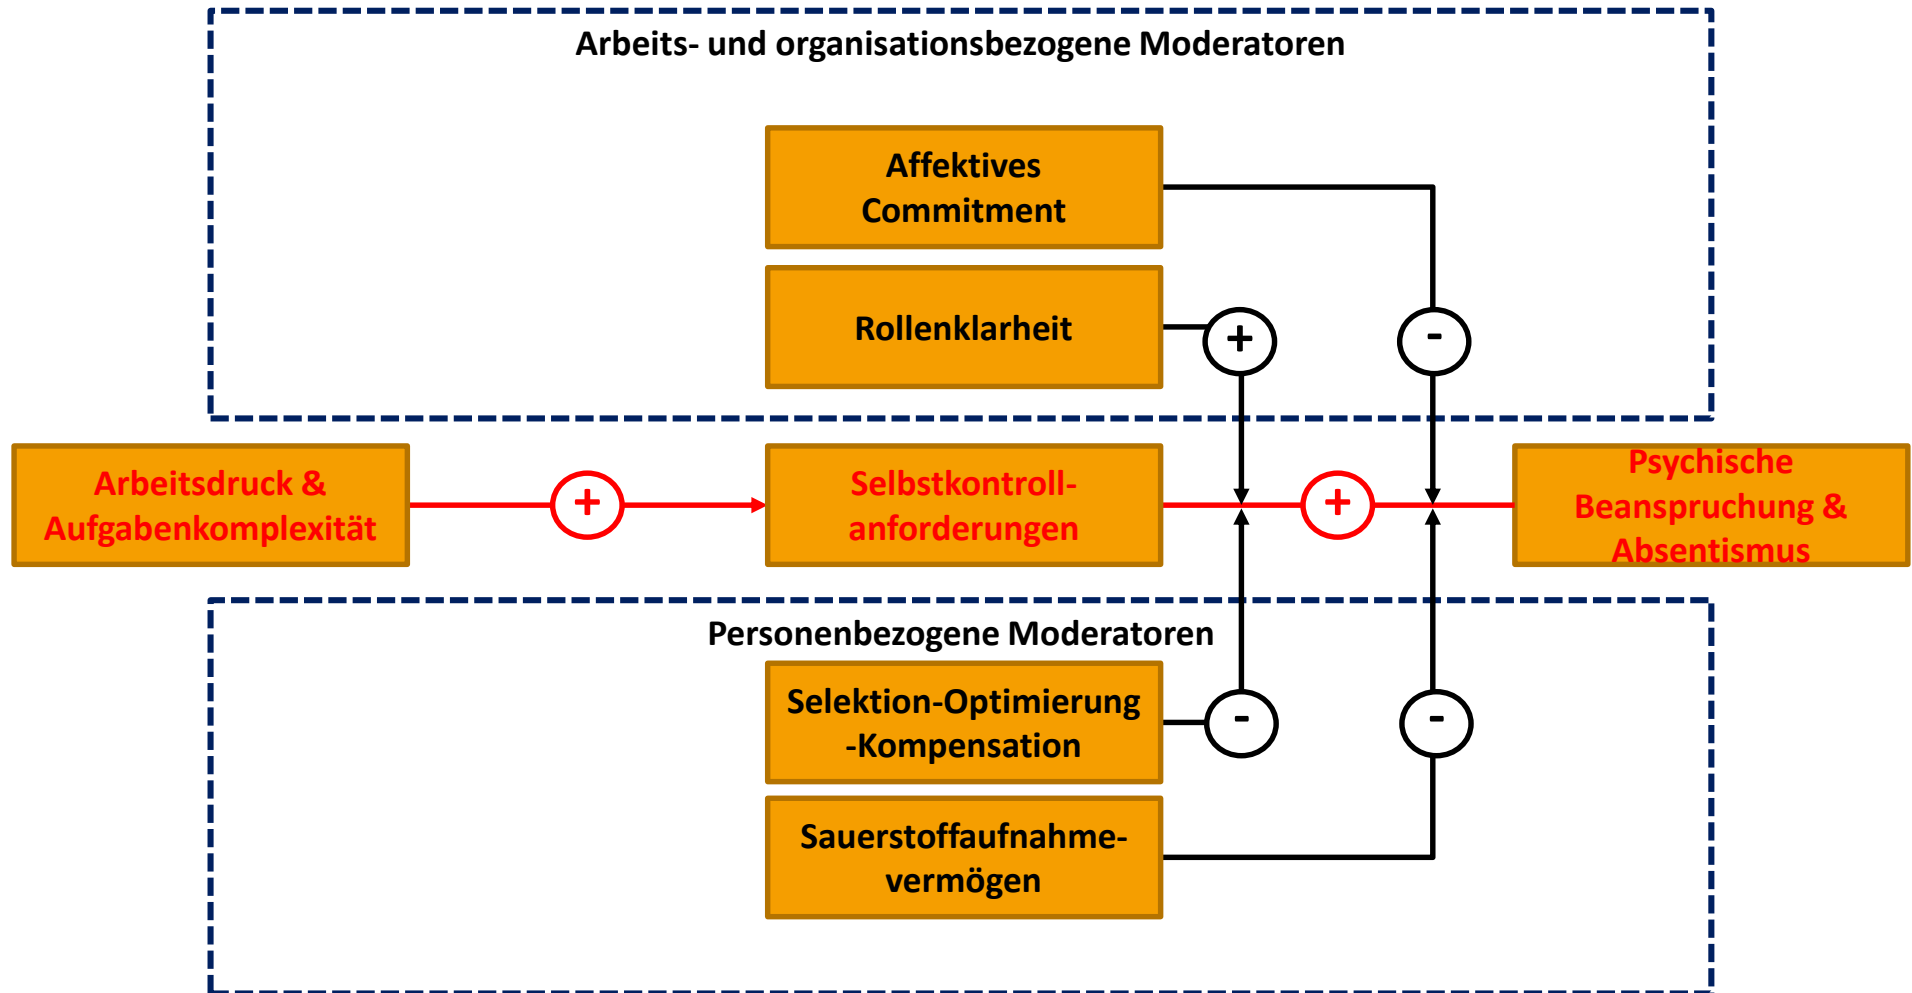 Arbeits- und organisationsbezogene Moderatoren
Affektives
Commitment
Rollenklarheit
+
-
Arbeitsdruck &
Aufgabenkomplexität
+
Selbstkontroll-
anforderungen
+
Psychische
Beanspruchung &
Absentismus
Personenbezogene Moderatoren
Selektion-Optimierung
-Kompensation
-
-
Sauerstoffaufnahme-
vermögen